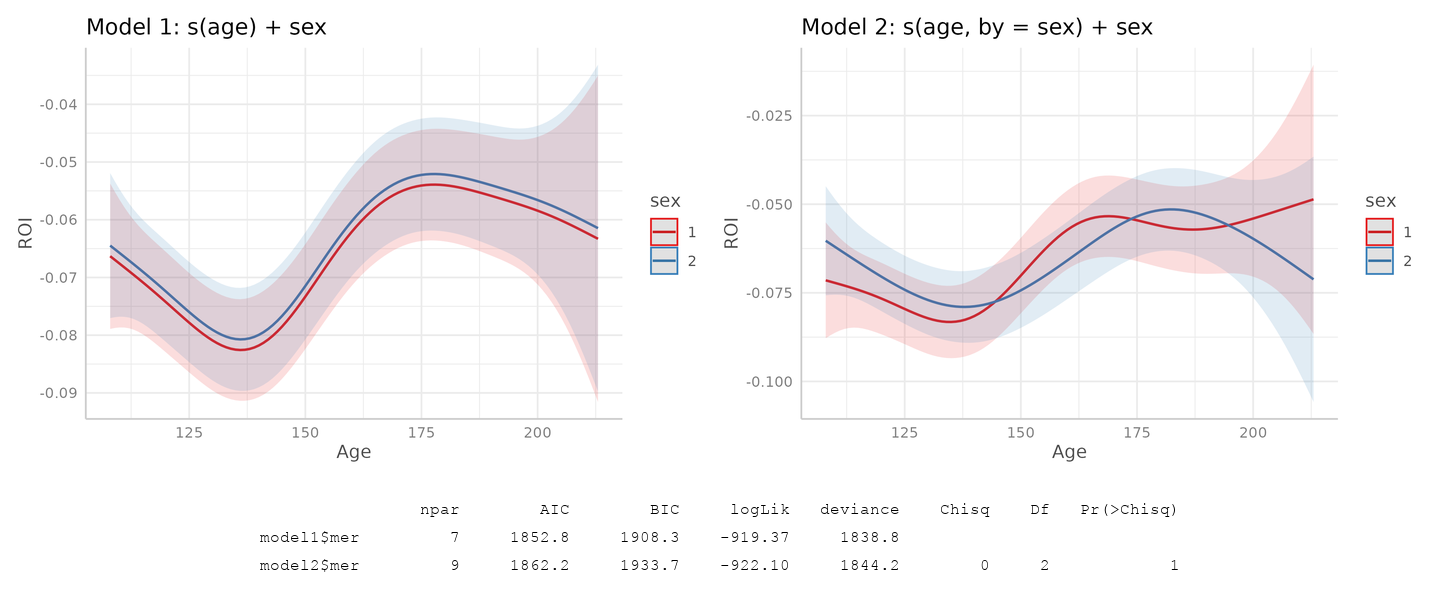 Model 1: s(age) + sex
-0.04
-0.05
-0.06
-0.07
-0.08
-0.09
ROI
125 150 175 200
Age
sex
1
2
Model 2: s(age, by = sex) + sex
-0.025
-0.050
-0.075
-0.100
ROI
125 150 175 200
Age
sex
1
2
npar AIC BIC logLik deviance Chisq Df Pr(>Chisq)
model1$mer 7 1852.8 1908.3 -919.37 1838.8
model2$mer 9 1862.2 1933.7 -922.10 1844.2 0 2 1